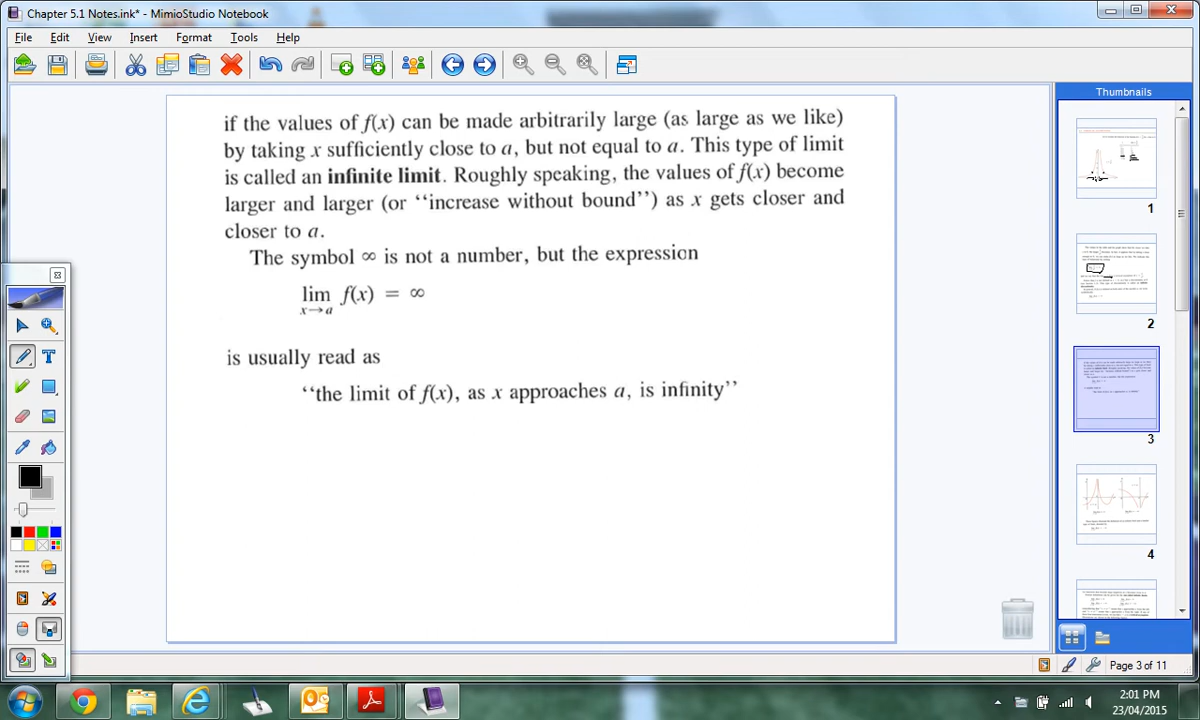 Chapter 5.1 Notes.ink* - MimioStudio Notebook
File Edit View Insert Format Tools Help
Thumbnails
if the values of f(x) can be made arbitrarily large (as large as we like)
by taking x sufficiently close to a, but not equal to a. This type of limit
is called an infinite limit. Roughly speaking, the values of f(x) become
larger and larger (or ‘‘increase without bound’’) as x gets closer and
closer to a.
The symbol ∞ is not a number, but the expression
lim f(x) = ∞
x→a
is usually read as
‘‘the limit of f(x), as x approaches a, is infinity’’
1
2
3
4
Page 3 of 11
2:01 PM
23/04/2015